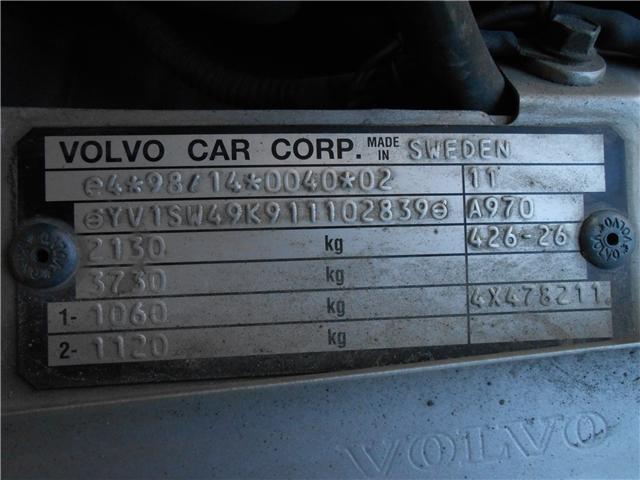 VOLVO CAR CORP. MADE IN SWEDEN
e4*98/14*0040*02 11
YV1SW49K911102839 A970
2130 kg 426-26
3730 kg
1- 1060 kg 4X478211
2- 1120 kg
VOLVO